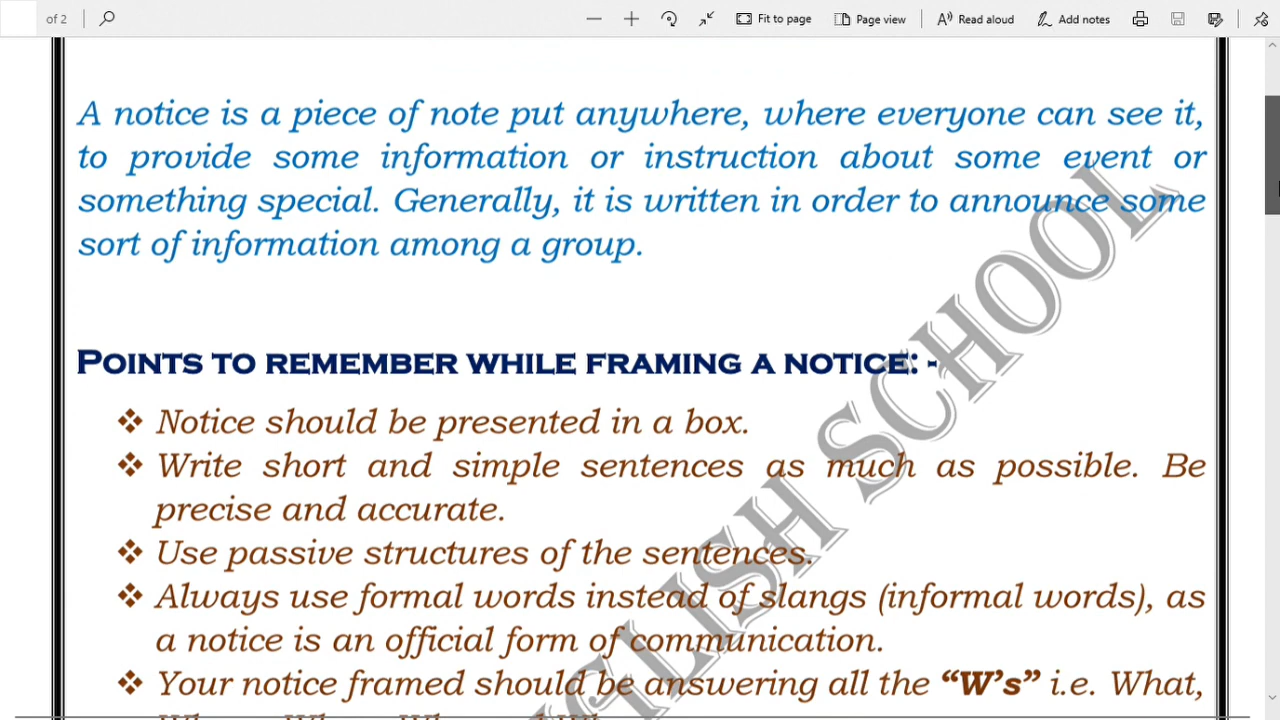 of 2 Fit to page Page view Read aloud Add notes
A notice is a piece of note put anywhere, where everyone can see it,
to provide some information or instruction about some event or
something special. Generally, it is written in order to announce some
sort of information among a group.
POINTS TO REMEMBER WHILE FRAMING A NOTICE: -
❖ Notice should be presented in a box.
❖ Write short and simple sentences as much as possible. Be
precise and accurate.
❖ Use passive structures of the sentences.
❖ Always use formal words instead of slangs (informal words), as
a notice is an official form of communication.
❖ Your notice framed should be answering all the “W’s” i.e. What,
GLISH SCHOOL